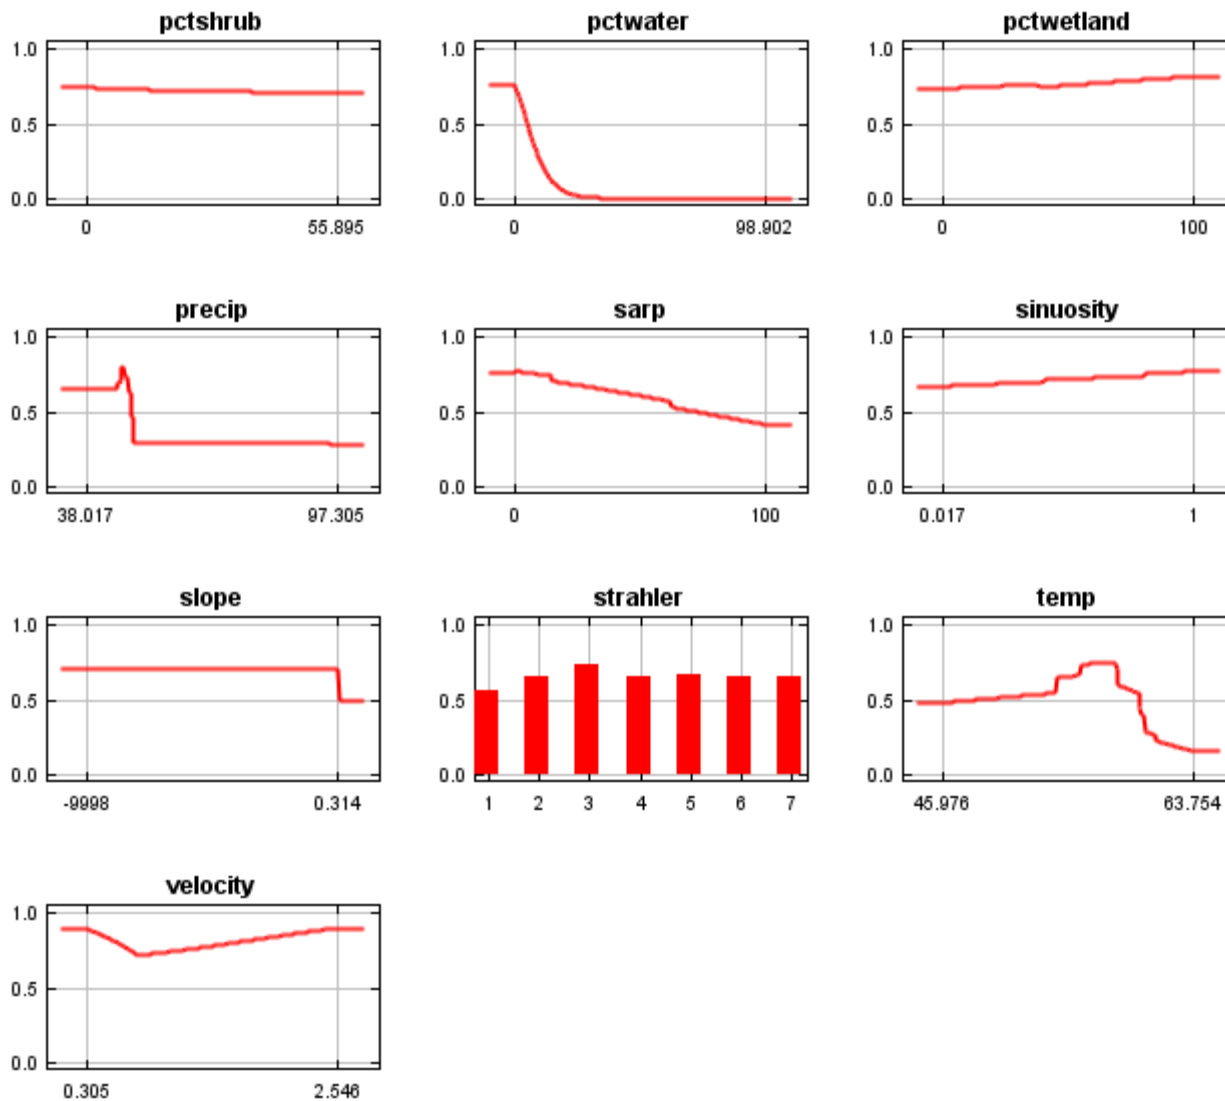 pctshrub pctwater pctwetland
1.0 1.0 1.0
0.5 0.5 0.5
0.0 0.0 0.0
0 55.895 0 98.902 0 100
precip sarp sinuosity
1.0 1.0 1.0
0.5 0.5 0.5
0.0 0.0 0.0
38.017 97.305 0 100 0.017 1
slope strahler temp
1.0 1.0 1.0
0.5 0.5 0.5
0.0 0.0 0.0
-9998 0.314 1 2 3 4 5 6 7 45.976 63.754
velocity
1.0
0.5
0.0
0.305 2.546